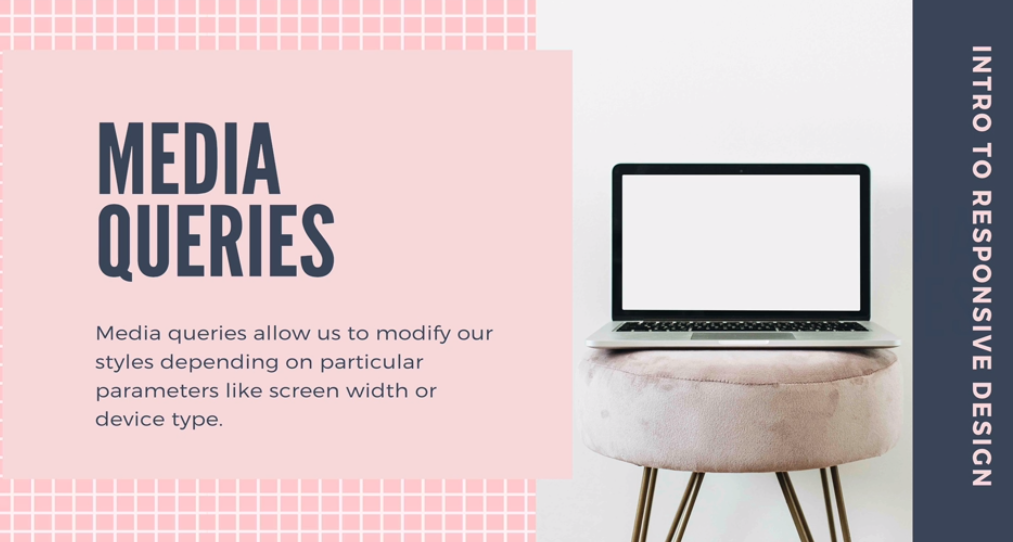 MEDIA
QUERIES
Media queries allow us to modify our
styles depending on particular
parameters like screen width or
device type.
INTRO TO RESPONSIVE DESIGN